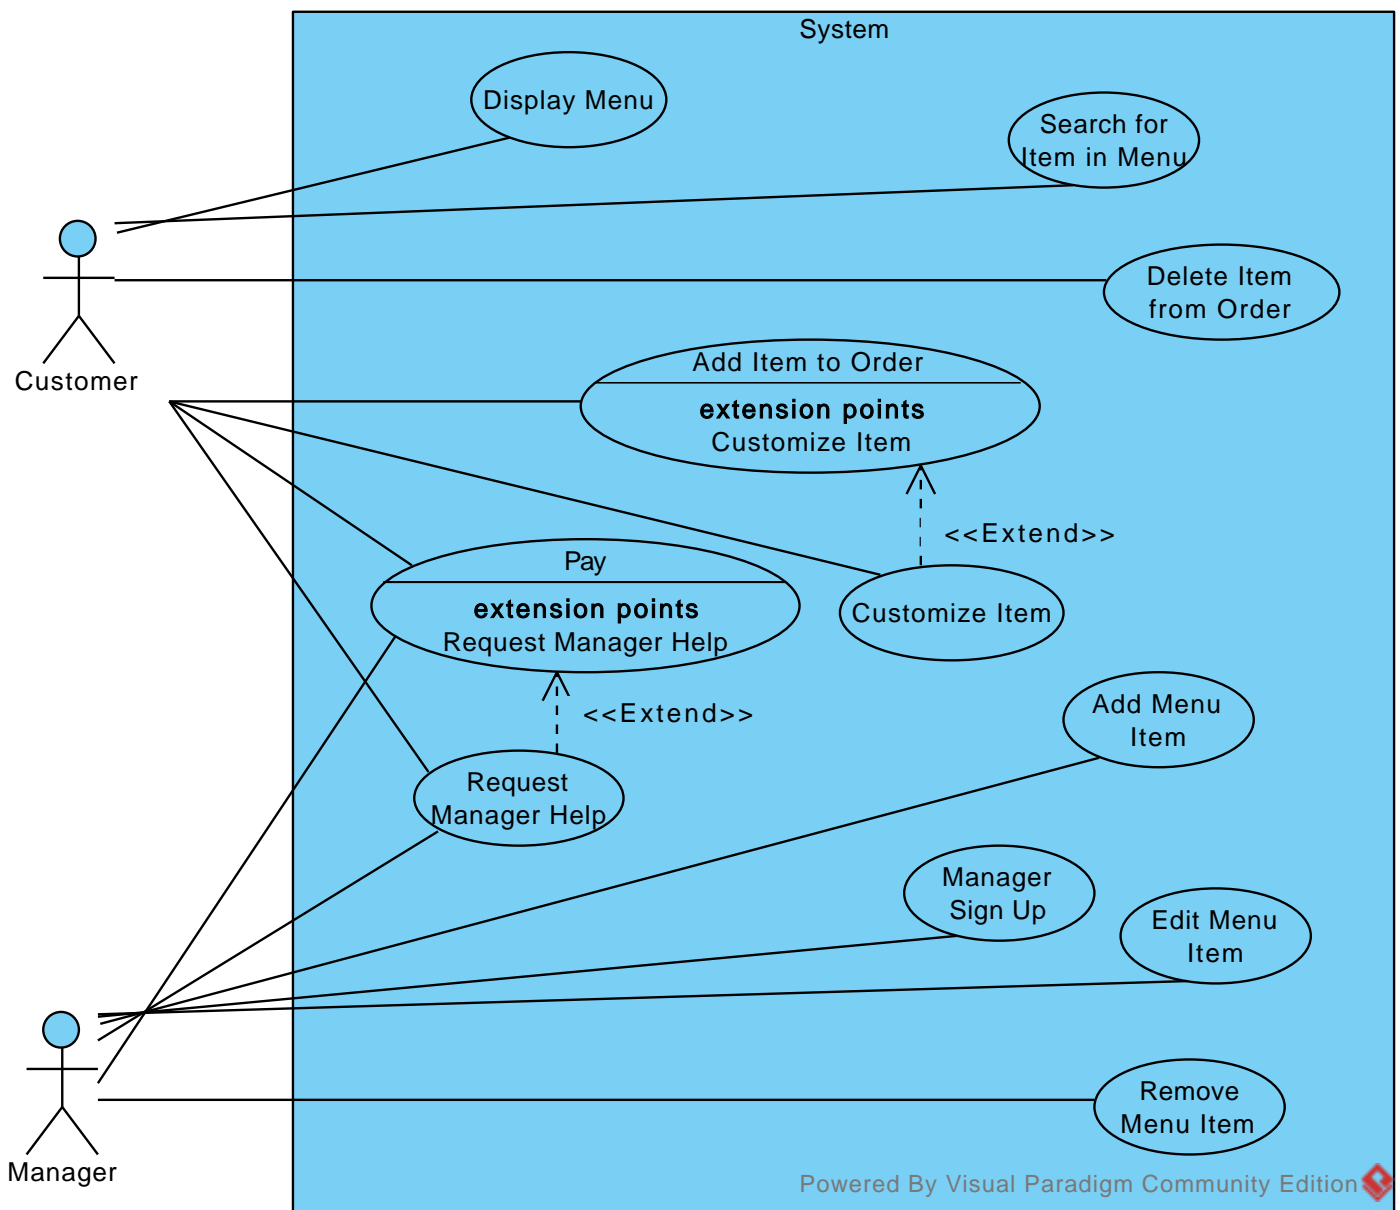 System
Display Menu
Search for
Item in Menu
Customer
Delete Item
from Order
Add Item to Order
extension points
Customize Item
<<Extend>>
Pay
extension points
Request Manager Help
Customize Item
<<Extend>>
Add Menu
Item
Request
Manager Help
Manager
Sign Up
Edit Menu
Item
Manager
Remove
Menu Item
Powered By Visual Paradigm Community Edition